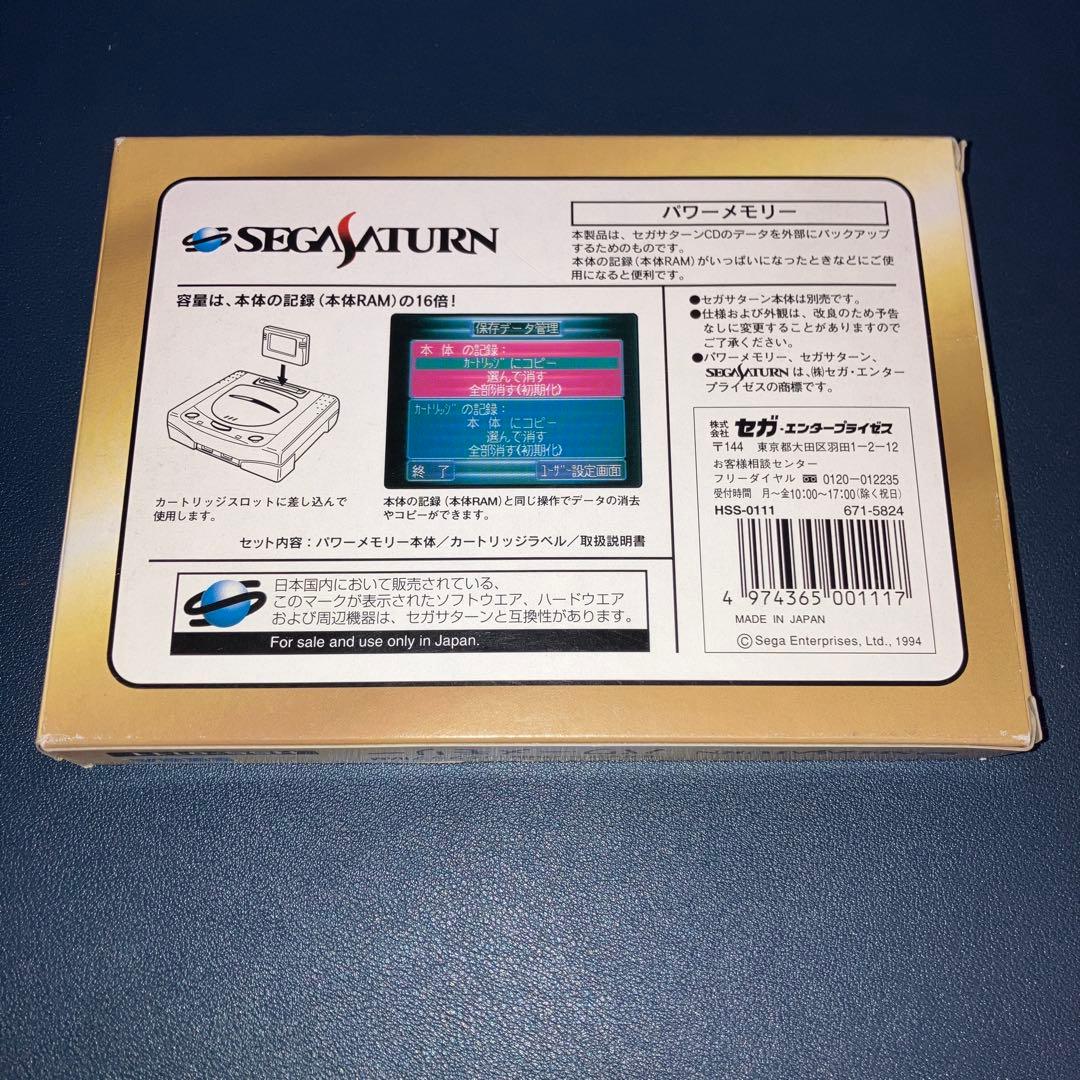 SEGA SATURN
パワーメモリー
本製品は、セガサターンCDのデータを外部にバックアップ
するためのものです。
本体の記録(本体RAM)がいっぱいになったときなどにご使
用になると便利です。
容量は、本体の記録(本体RAM)の16倍!
カートリッジスロットに差し込んで
使用します。
保存データ管理
本体の記録:
カートリッジにコピー
選んで消す
全部消す(初期化)
カートリッジの記録:
本体にコピー
選んで消す
全部消す(初期化)
終了
ユーザー設定画面
本体の記録(本体RAM)と同じ操作でデータの消去
やコピーができます。
セット内容:パワーメモリー本体/カートリッジラベル/取扱説明書
日本国内において販売されている、
このマークが表示されたソフトウエア、ハードウエア
および周辺機器は、セガサターンと互換性があります。
For sale and use only in Japan.
●セガサターン本体は別売です。
●仕様および外観は、改良のため予告
なしに変更することがありますので
ご了承ください。
●パワーメモリー、セガサターン、
SEGA SATURN は、(株)セガ・エンター
プライゼスの商標です。
株式会社 セガ・エンタープライゼス
〒144 東京都大田区羽田1-2-12
お客様相談センター
フリーダイヤル 0120-012235
受付時間 月〜金10:00〜17:00(除く祝日)
HSS-0111 671-5824
4 974365 001117
MADE IN JAPAN
©Sega Enterprises, Ltd., 1994